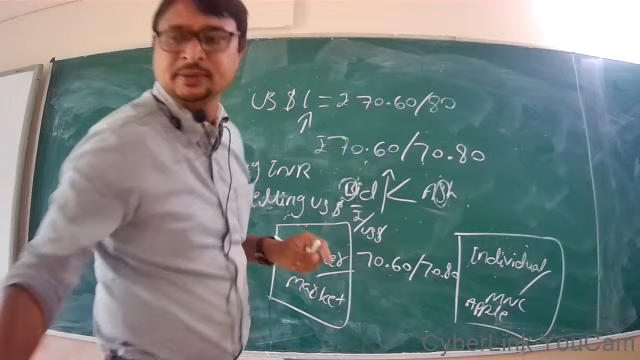 US $1 = ₹ 70.60/80
₹70.60/70.80
INR
Bid < Ask
Selling US $
₹/US$
70.60/70.80
Market
Individual
MNC
Apple
CyberLink YouCam